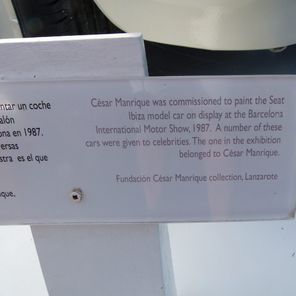 ntar un coche
alón
ona en 1987.
ersas
stra es el que
ique,
César Manrique was commissioned to paint the Seat
Ibiza model car on display at the Barcelona
International Motor Show, 1987. A number of these
cars were given to celebrities. The one in the exhibition
belonged to César Manrique.
Fundación César Manrique collection, Lanzarote